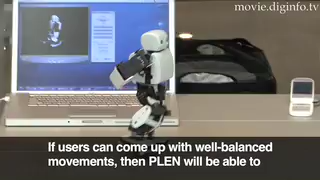 movie.diginfo.tv
If users can come up with well-balanced
movements, then PLEN will be able to